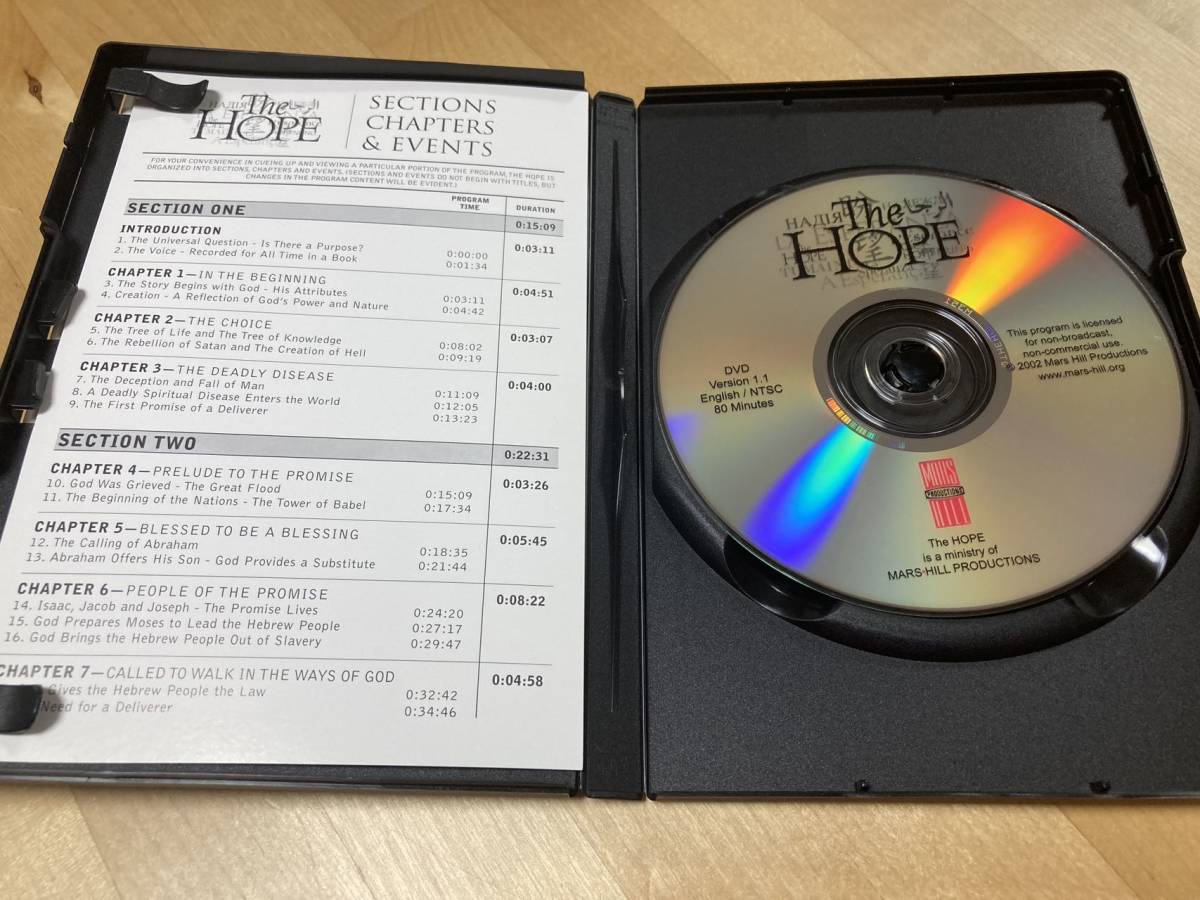 The HOPE
SECTIONS
CHAPTERS
& EVENTS
FOR YOUR CONVENIENCE IN CUEING UP AND VIEWING A PARTICULAR PORTION OF THE PROGRAM, THE HOPE IS
ORGANIZED INTO SECTIONS, CHAPTERS AND EVENTS. (SECTIONS AND EVENTS DO NOT BEGIN WITH TITLES, BUT
CHANGES IN THE PROGRAM CONTENT WILL BE EVIDENT.)
PROGRAM TIME DURATION
SECTION ONE 0:15:09
INTRODUCTION 0:03:11
1. The Universal Question - Is There a Purpose? 0:00:00
2. The Voice - Recorded for All Time in a Book 0:01:34
CHAPTER 1—IN THE BEGINNING 0:04:51
3. The Story Begins with God - His Attributes 0:03:11
4. Creation - A Reflection of God's Power and Nature 0:04:42
CHAPTER 2—THE CHOICE 0:03:07
5. The Tree of Life and The Tree of Knowledge 0:08:02
6. The Rebellion of Satan and The Creation of Hell 0:09:19
CHAPTER 3—THE DEADLY DISEASE 0:04:00
7. The Deception and Fall of Man 0:11:09
8. A Deadly Spiritual Disease Enters the World 0:12:05
9. The First Promise of a Deliverer 0:13:23
SECTION TWO 0:22:31
CHAPTER 4—PRELUDE TO THE PROMISE 0:03:26
10. God Was Grieved - The Great Flood 0:15:09
11. The Beginning of the Nations - The Tower of Babel 0:17:34
CHAPTER 5—BLESSED TO BE A BLESSING 0:05:45
12. The Calling of Abraham 0:18:35
13. Abraham Offers His Son - God Provides a Substitute 0:21:44
CHAPTER 6—PEOPLE OF THE PROMISE 0:08:22
14. Isaac, Jacob and Joseph - The Promise Lives 0:24:20
15. God Prepares Moses to Lead the Hebrew People 0:27:17
16. God Brings the Hebrew People Out of Slavery 0:29:47
CHAPTER 7—CALLED TO WALK IN THE WAYS OF GOD 0:04:58
Gives the Hebrew People the Law 0:32:42
Need for a Deliverer 0:34:46
НАДІЯ
The HOPE
A Esperança
DVD
Version 1.1
English / NTSC
80 Minutes
This program is licensed
for non-broadcast,
non-commercial use.
© 2002 Mars Hill Productions
www.mars-hill.org
MARS
PRODUCTIONS
HILL
The HOPE
is a ministry of
MARS•HILL PRODUCTIONS